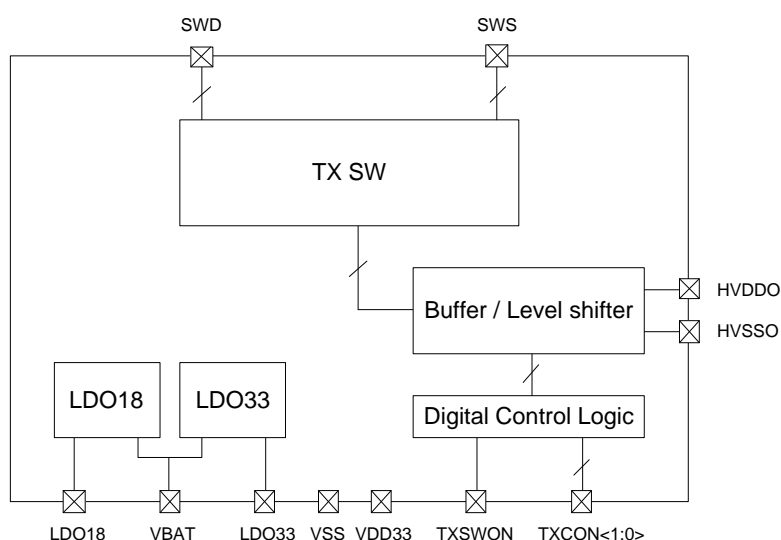 SWD
SWS
TX SW
Buffer / Level shifter
HVDDO
HVSSO
LDO18
LDO33
Digital Control Logic
LDO18
VBAT
LDO33
VSS
VDD33
TXSWON
TXCON<1:0>